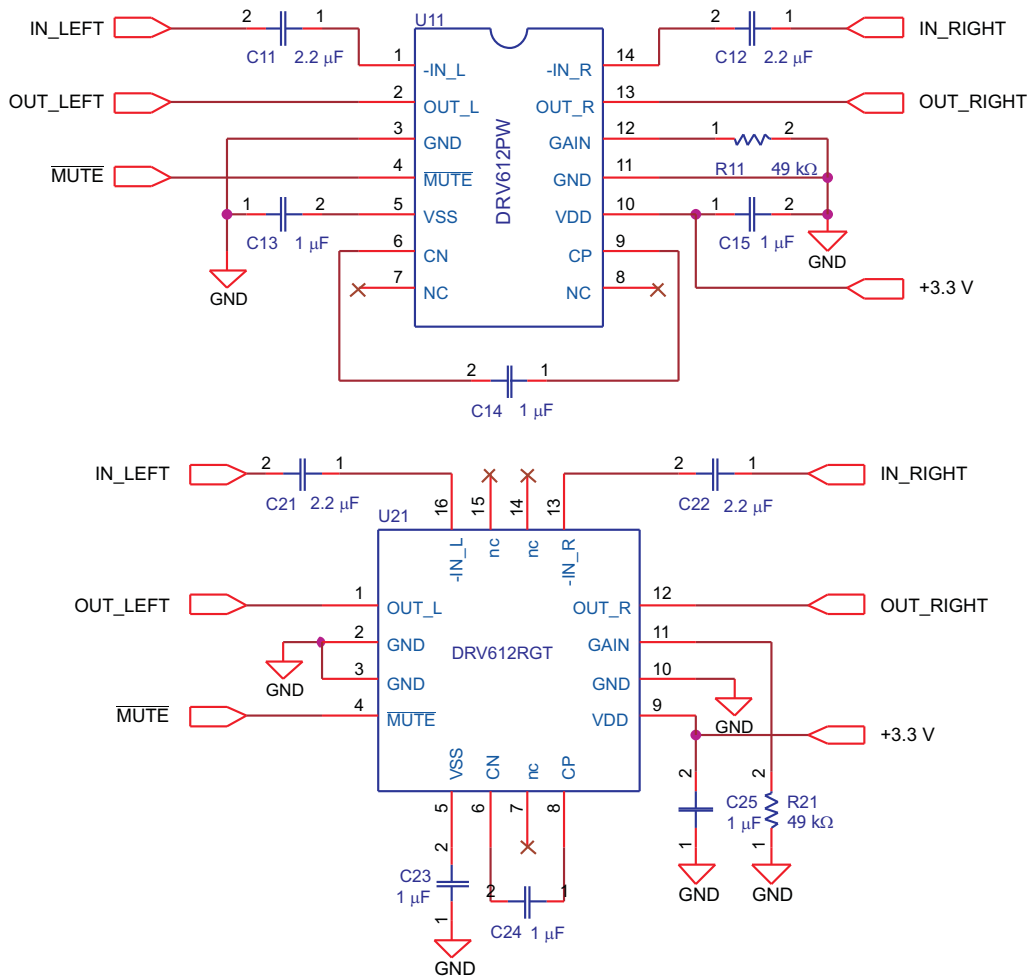 2 1 U11 2 1
IN_LEFT IN_RIGHT
C11 2.2 μF C12 2.2 μF
1 -IN_L -IN_R 14
2 OUT_L OUT_R 13
OUT_LEFT OUT_RIGHT
3 GND GAIN 12 1 2
R11 49 kΩ
MUTE 4 MUTE GND 11
DRV612PW
1 2 5 VSS VDD 10 1 2
C13 1 μF C15 1 μF
6 CN CP 9
GND GND
7 NC NC 8
+3.3 V
2 1
C14 1 μF
IN_LEFT 2 1 2 1 IN_RIGHT
C21 2.2 μF C22 2.2 μF
16 15 14 13
U21
-IN_L nc nc -IN_R
OUT_LEFT 1 OUT_L OUT_R 12 OUT_RIGHT
2 GND GAIN 11
DRV612RGT
3 GND GND 10
GND
MUTE 4 MUTE VDD 9
GND
+3.3 V
VSS CN nc CP
5 6 7 8
2 2
C25 R21
1 μF 49 kΩ
1 1
2
C23
1 μF
1
2 1
GND GND
C24 1 μF
GND